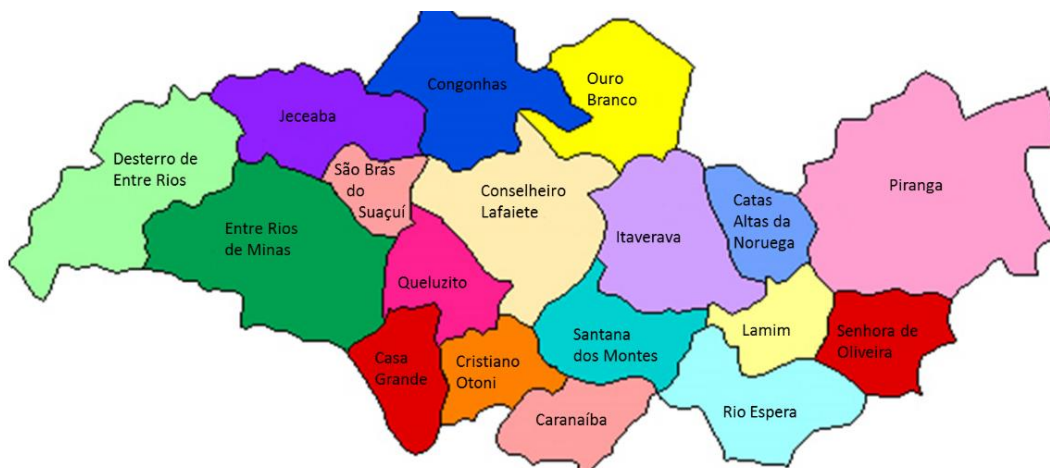 Congonhas
Ouro
Branco
Jeceaba
Desterro de
Entre Rios
São Brás
do
Suaçuí
Conselheiro
Lafaiete
Catas
Altas da
Noruega
Piranga
Entre Rios
de Minas
Itaverava
Queluzito
Santana
dos Montes
Lamim
Senhora de
Oliveira
Casa
Grande
Cristiano
Otoni
Caranaíba
Rio Espera